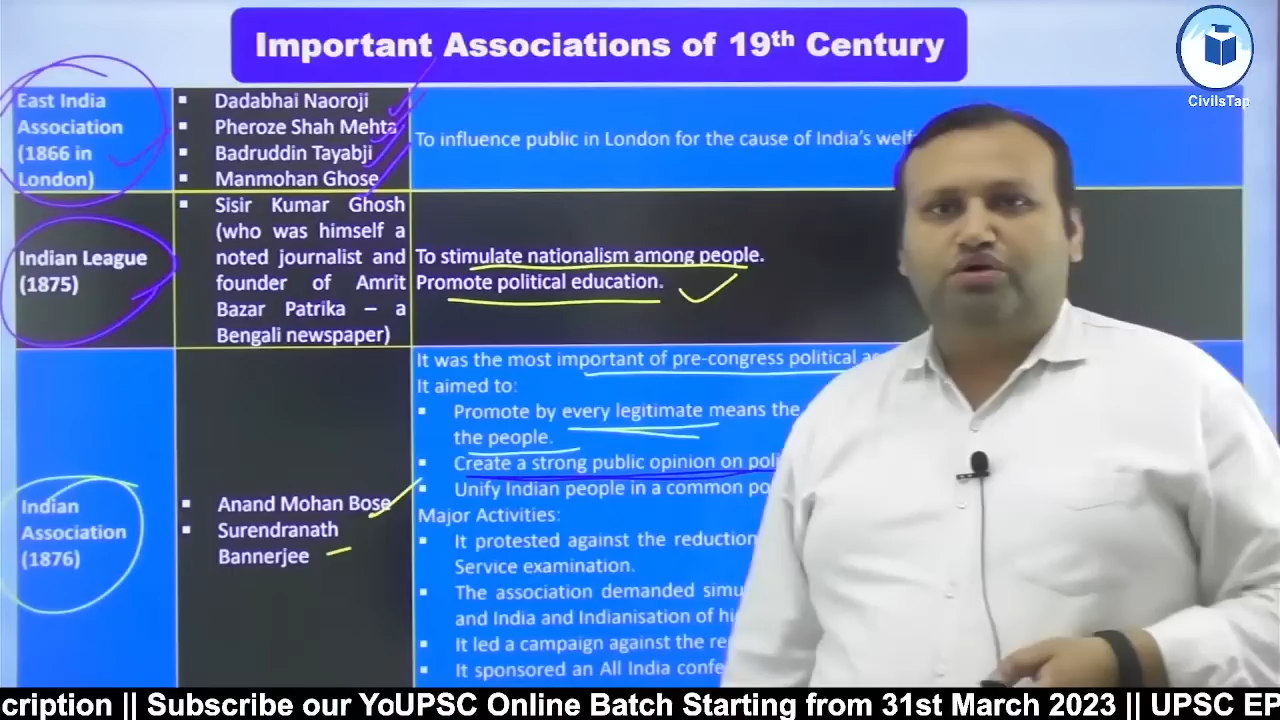 Important Associations of 19th Century
CivilsTap
East India
Association
(1866 in
London)
Dadabhai Naoroji
Pheroze Shah Mehta
Badruddin Tayabji
Manmohan Ghose
To influence public in London for the cause of India's
Indian League
(1875)
Sisir Kumar Ghosh
(who was himself a
noted journalist and
founder of Amrit
Bazar Patrika – a
Bengali newspaper)
To stimulate nationalism among people.
Promote political education.
Indian
Association
(1876)
Anand Mohan Bose
Surendranath
Bannerjee
It was the most important of pre-congress political
It aimed to:
Promote by every legitimate means the
the people.
Create a strong public opinion on
Unify Indian people in a common
Major Activities:
It protested against the reduction
Service examination.
The association demanded
and India and Indianisation of
It led a campaign against the
It sponsored an All India
cription || Subscribe our YoUPSC Online Batch Starting from 31st March 2023 || UPSC EP